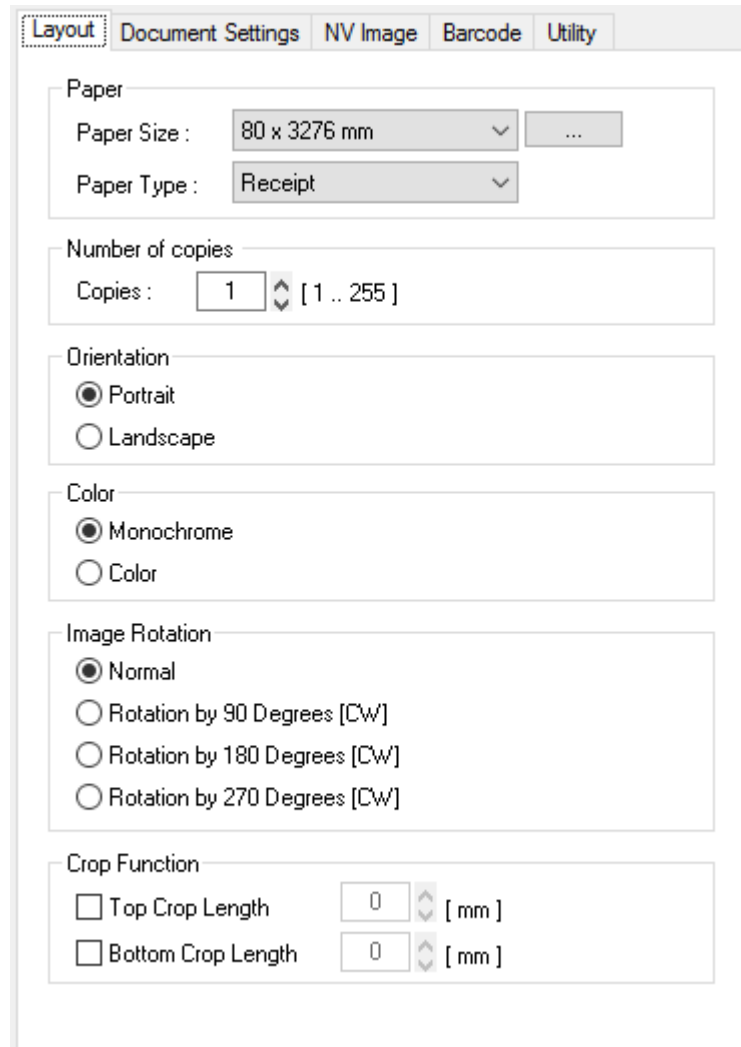 Layout Document Settings NV Image Barcode Utility
Paper
Paper Size : 80 x 3276 mm ...
Paper Type : Receipt
Number of copies
Copies : 1 [ 1 .. 255 ]
Orientation
Portrait
Landscape
Color
Monochrome
Color
Image Rotation
Normal
Rotation by 90 Degrees [CW]
Rotation by 180 Degrees [CW]
Rotation by 270 Degrees [CW]
Crop Function
Top Crop Length 0 [ mm ]
Bottom Crop Length 0 [ mm ]